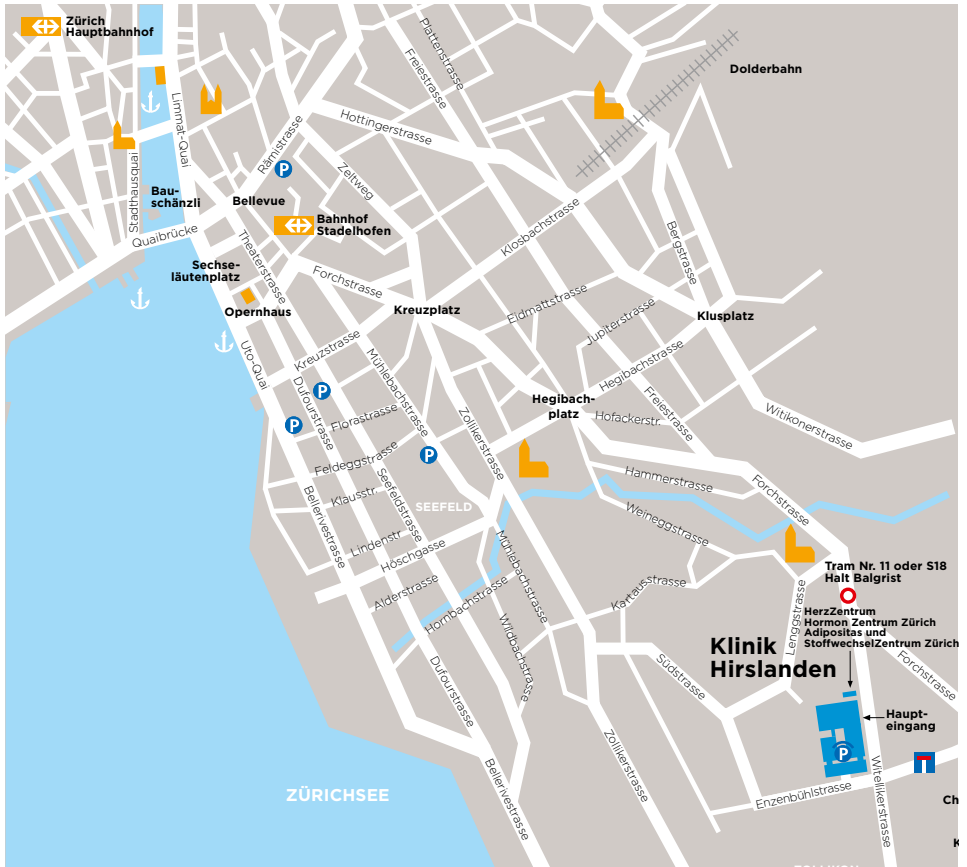 Zürich
Hauptbahnhof
Plattenstrasse
Freiestrasse
Dolderbahn
Limmat-Quai
Hottingerstrasse
Rämistrasse
P
Zeltweg
Stadthausquai
Bau-
schänzli
Bellevue
Bahnhof
Stadelhofen
Quaibrücke
Klosbachstrasse
Bergstrasse
Theaterstrasse
Sechse-
läutenplatz
Forchstrasse
Opernhaus
Kreuzplatz
Eidmattstrasse
Jupiterstrasse
Klusplatz
Uto-Quai
Kreuzstrasse
Mühlebachstrasse
Hegibachstrasse
Dufourstrasse
P
Hegibach-
platz
Hofackerstr.
Freiestrasse
Witikonerstrasse
Florastrasse
P
Zollikerstrasse
P
Feldeggstrasse
Hammerstrasse
Forchstrasse
Klausstr.
Seefeldstrasse
SEEFELD
Weineggstrasse
Bellerivestrasse
Lindenstr.
Höschgasse
Mühlebachstrasse
Tram Nr. 11 oder S18
Halt Balgrist
Alderstrasse
Hornbachstrasse
Kartausstrasse
Lenggstrasse
HerzZentrum
Hormon Zentrum Zürich
Adipositas und
StoffwechselZentrum Zürich
Klinik
Hirslanden
Wildbachstrasse
Südstrasse
Forchstrasse
Dufourstrasse
Haupt-
eingang
P
Zollikerstrasse
Witellikerstrasse
Bellerivestrasse
ZÜRICHSEE
Enzenbühlstrasse
Ch
K